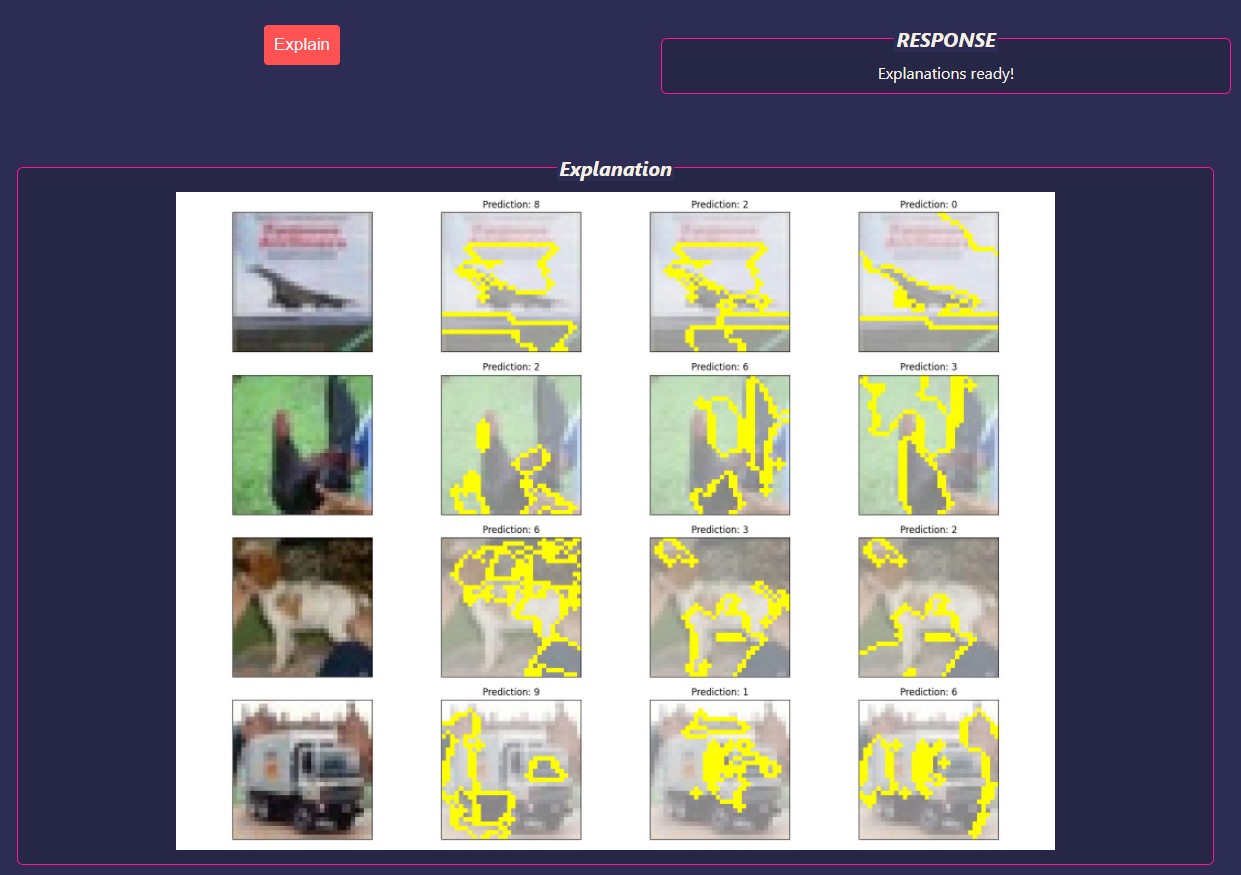 Explain
RESPONSE
Explanations ready!
Explanation
Prediction: 8
Prediction: 2
Prediction: 0
Prediction: 2
Prediction: 6
Prediction: 3
Prediction: 6
Prediction: 3
Prediction: 2
Prediction: 9
Prediction: 1
Prediction: 6